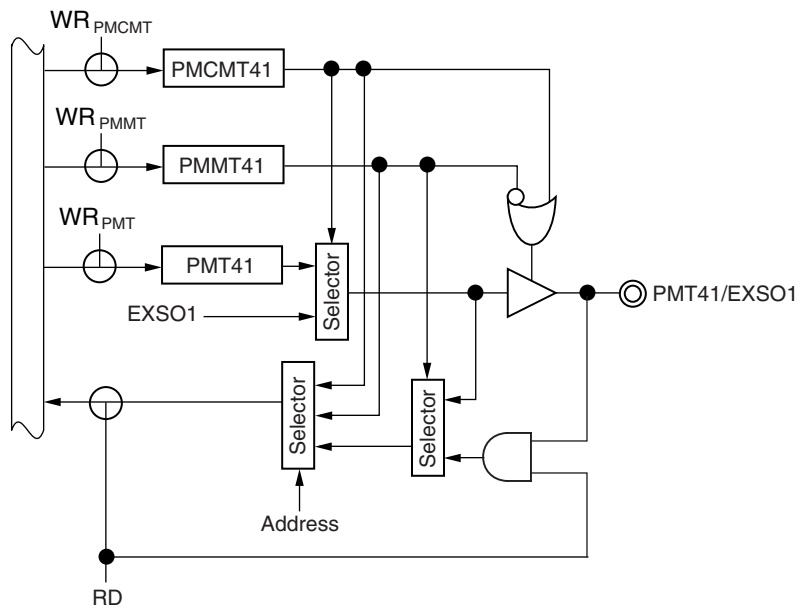 WRPMCMT
PMCMT41
WRPMMT
PMMT41
WRPMT
PMT41
Selector
EXSO1
PMT41/EXSO1
Selector
Selector
Address
RD